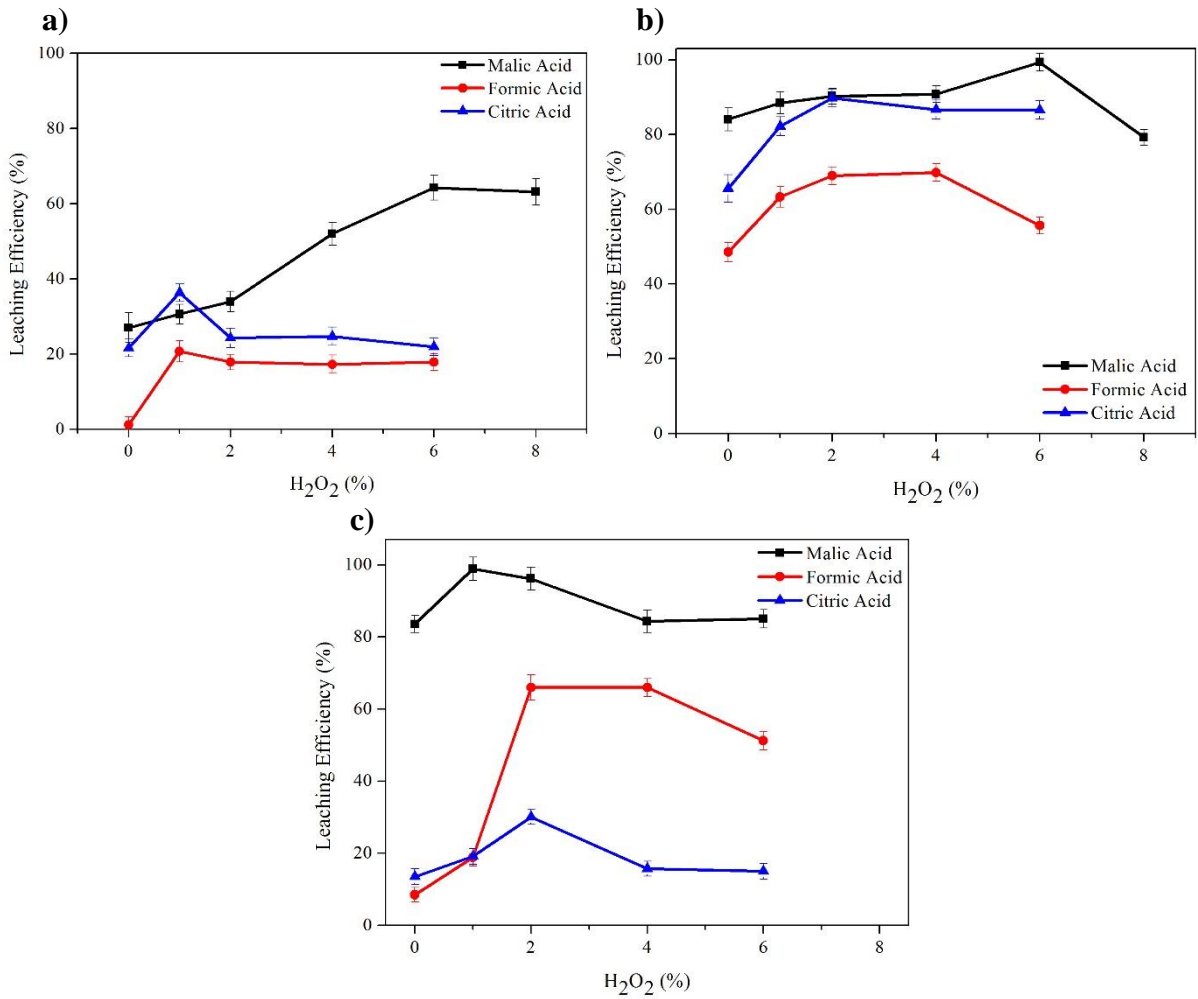 a)
100
80
60
40
20
0
Leaching Efficiency (%)
0 2 4 6 8
H2O2 (%)
Malic Acid
Formic Acid
Citric Acid
b)
100
80
60
40
20
0
Leaching Efficiency (%)
0 2 4 6 8
H2O2 (%)
Malic Acid
Formic Acid
Citric Acid
c)
100
80
60
40
20
0
Leaching Efficiency (%)
0 2 4 6 8
H2O2 (%)
Malic Acid
Formic Acid
Citric Acid